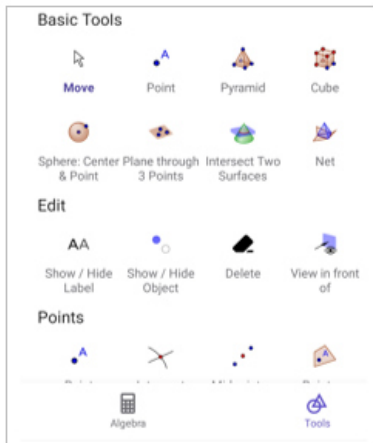 Basic Tools
A
Move Point Pyramid Cube
Sphere: Center Plane through Intersect Two Net
& Point 3 Points Surfaces
Edit
AA
Show / Hide Show / Hide Delete View in front
Label Object of
Points
A A
Algebra Tools